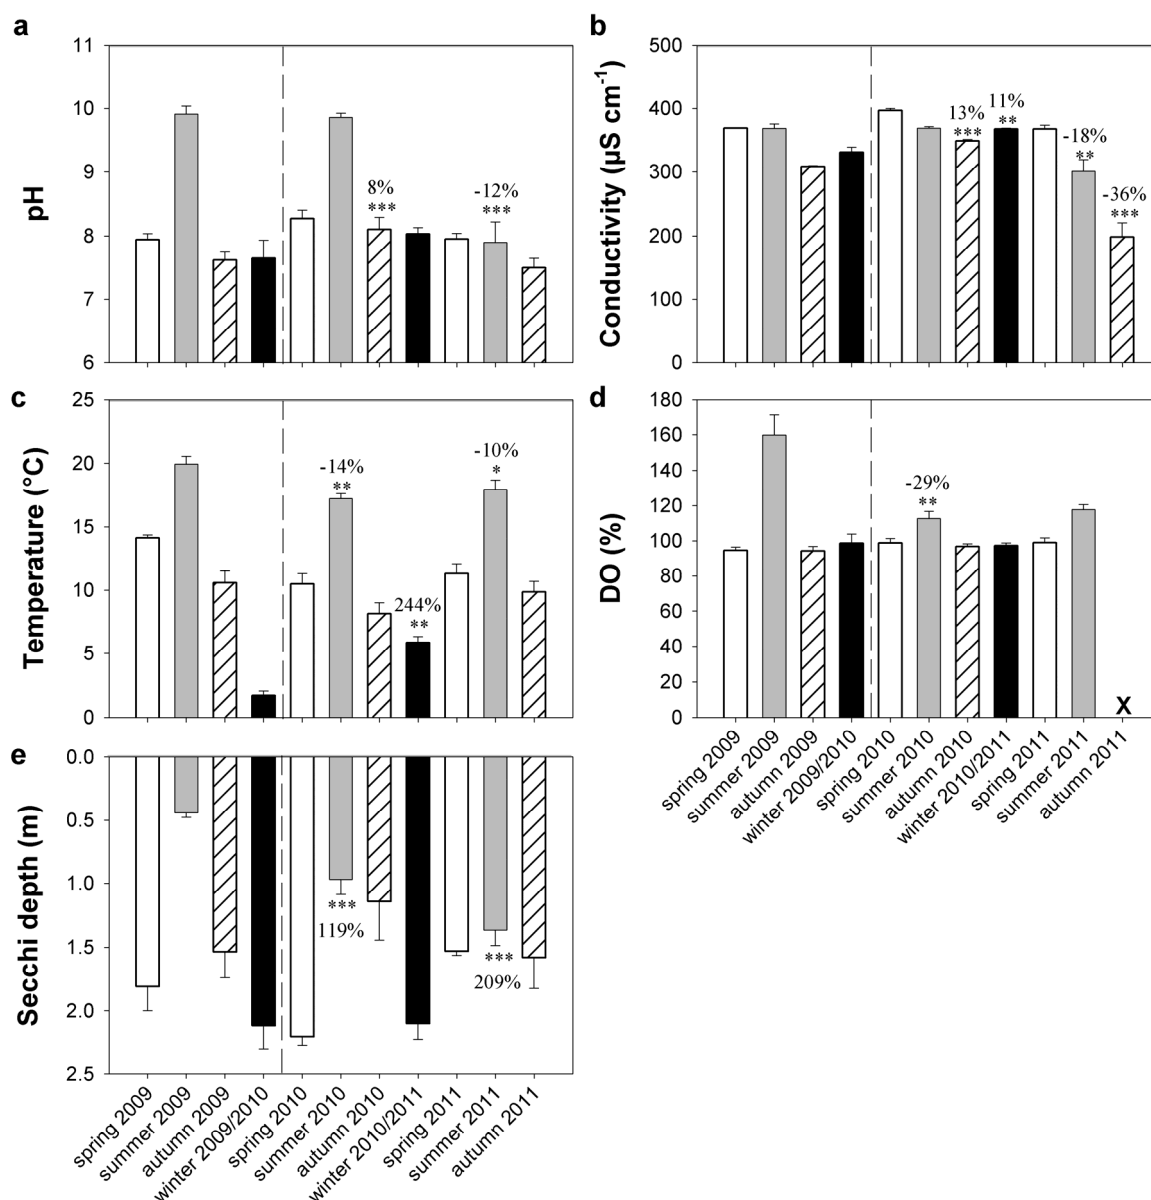 a
pH
11
10
9
8
7
6
8%
***
-12%
***
b
Conductivity (µS cm-1)
500
400
300
200
100
0
13%
***
11%
**
-18%
**
-36%
***
c
Temperature (°C)
25
20
15
10
5
0
-14%
**
244%
**
-10%
*
d
DO (%)
180
160
140
120
100
80
60
40
20
0
-29%
**
X
spring 2009
summer 2009
autumn 2009
winter 2009/2010
spring 2010
summer 2010
autumn 2010
winter 2010/2011
spring 2011
summer 2011
autumn 2011
e
Secchi depth (m)
0.0
0.5
1.0
1.5
2.0
2.5
***
119%
***
209%
spring 2009
summer 2009
autumn 2009
winter 2009/2010
spring 2010
summer 2010
autumn 2010
winter 2010/2011
spring 2011
summer 2011
autumn 2011